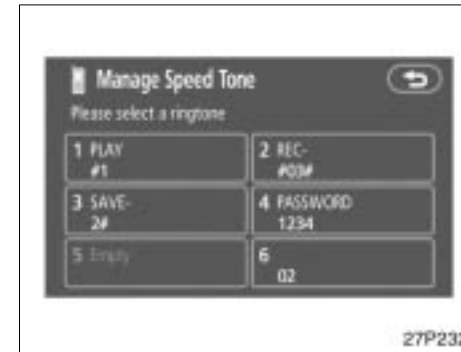 Manage Speed Tone
Please select a ringtone
1 PLAY
#1
2 REC-
#03#
3 SAVE-
2#
4 PASSWORD
1234
5 Empty
6
02
27P232